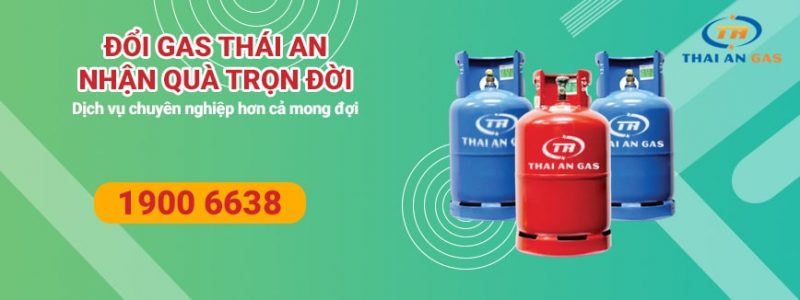 ĐỔI GAS THÁI AN
NHẬN QUÀ TRỌN ĐỜI
Dịch vụ chuyên nghiệp hơn cả mong đợi
1900 6638
TH
THAI AN GAS
TH
THAI AN GAS
TH
THAI AN GAS
TH
THAI AN GAS